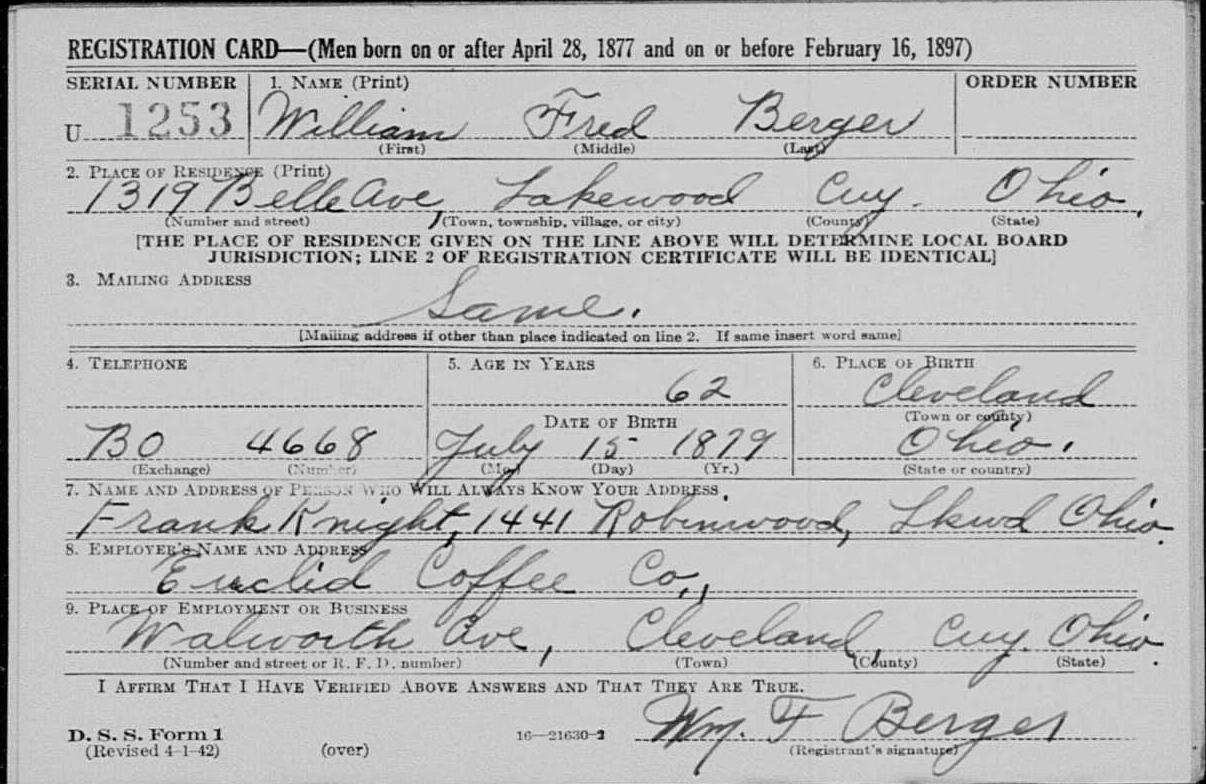 REGISTRATION CARD—(Men born on or after April 28, 1877 and on or before February 16, 1897)
SERIAL NUMBER 1. NAME (Print) ORDER NUMBER
U 1253 William Fred Berger
(First) (Middle) (Last)
2. PLACE OF RESIDENCE (Print)
1319 Belle Ave, Lakewood Cuy. Ohio.
(Number and street) (Town, township, village, or city) (County) (State)
[THE PLACE OF RESIDENCE GIVEN ON THE LINE ABOVE WILL DETERMINE LOCAL BOARD
JURISDICTION; LINE 2 OF REGISTRATION CERTIFICATE WILL BE IDENTICAL]
3. MAILING ADDRESS
Same.
[Mailing address if other than place indicated on line 2. If same insert word same]
4. TELEPHONE 5. AGE IN YEARS 6. PLACE OF BIRTH
62 Cleveland
DATE OF BIRTH (Town or county)
BO 4668 July 15 1879 Ohio.
(Exchange) (Number) (Mo.) (Day) (Yr.) (State or country)
7. NAME AND ADDRESS OF PERSON WHO WILL ALWAYS KNOW YOUR ADDRESS
Frank Knight, 1441 Robinwood, Lkwd Ohio.
8. EMPLOYER'S NAME AND ADDRESS
Euclid Coffee Co.,
9. PLACE OF EMPLOYMENT OR BUSINESS
Walworth Ave, Cleveland, Cuy. Ohio.
(Number and street or R. F. D. number) (Town) (County) (State)
I AFFIRM THAT I HAVE VERIFIED ABOVE ANSWERS AND THAT THEY ARE TRUE.
Wm. F Berger
D. S. S. Form 1
(Revised 4-1-42) (over) 16—21630-2 (Registrant's signature)